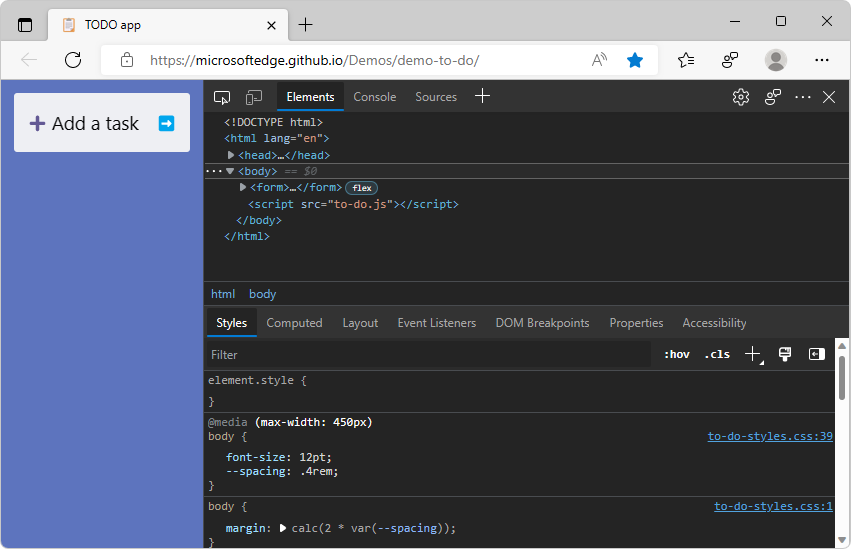 TODO app
https://microsoftedge.github.io/Demos/demo-to-do/
Add a task
Elements Console Sources
<!DOCTYPE html>
<html lang="en">
<head>…</head>
<body> == $0
<form>…</form> flex
<script src="to-do.js"></script>
</body>
</html>
html body
Styles Computed Layout Event Listeners DOM Breakpoints Properties Accessibility
Filter :hov .cls
element.style {
}
@media (max-width: 450px)
body { to-do-styles.css:39
font-size: 12pt;
--spacing: .4rem;
}
body { to-do-styles.css:1
margin: calc(2 * var(--spacing));
}